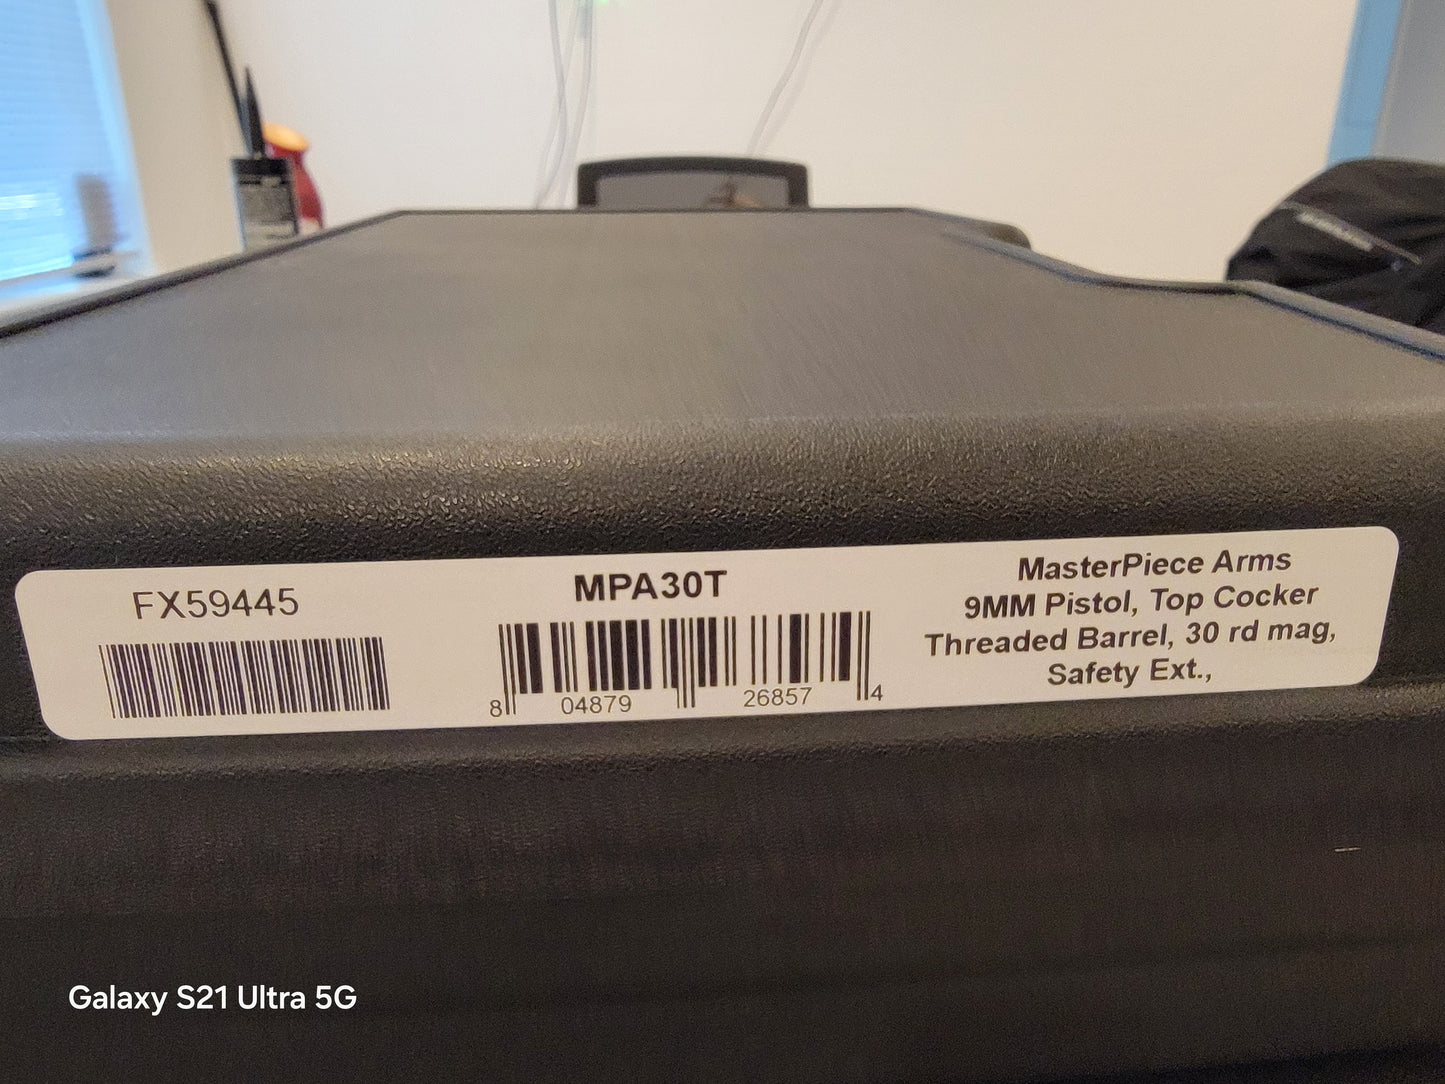 FX59445
MPA30T
8 04879 26857 4
MasterPiece Arms
9MM Pistol, Top Cocker
Threaded Barrel, 30 rd mag,
Safety Ext.,
Galaxy S21 Ultra 5G